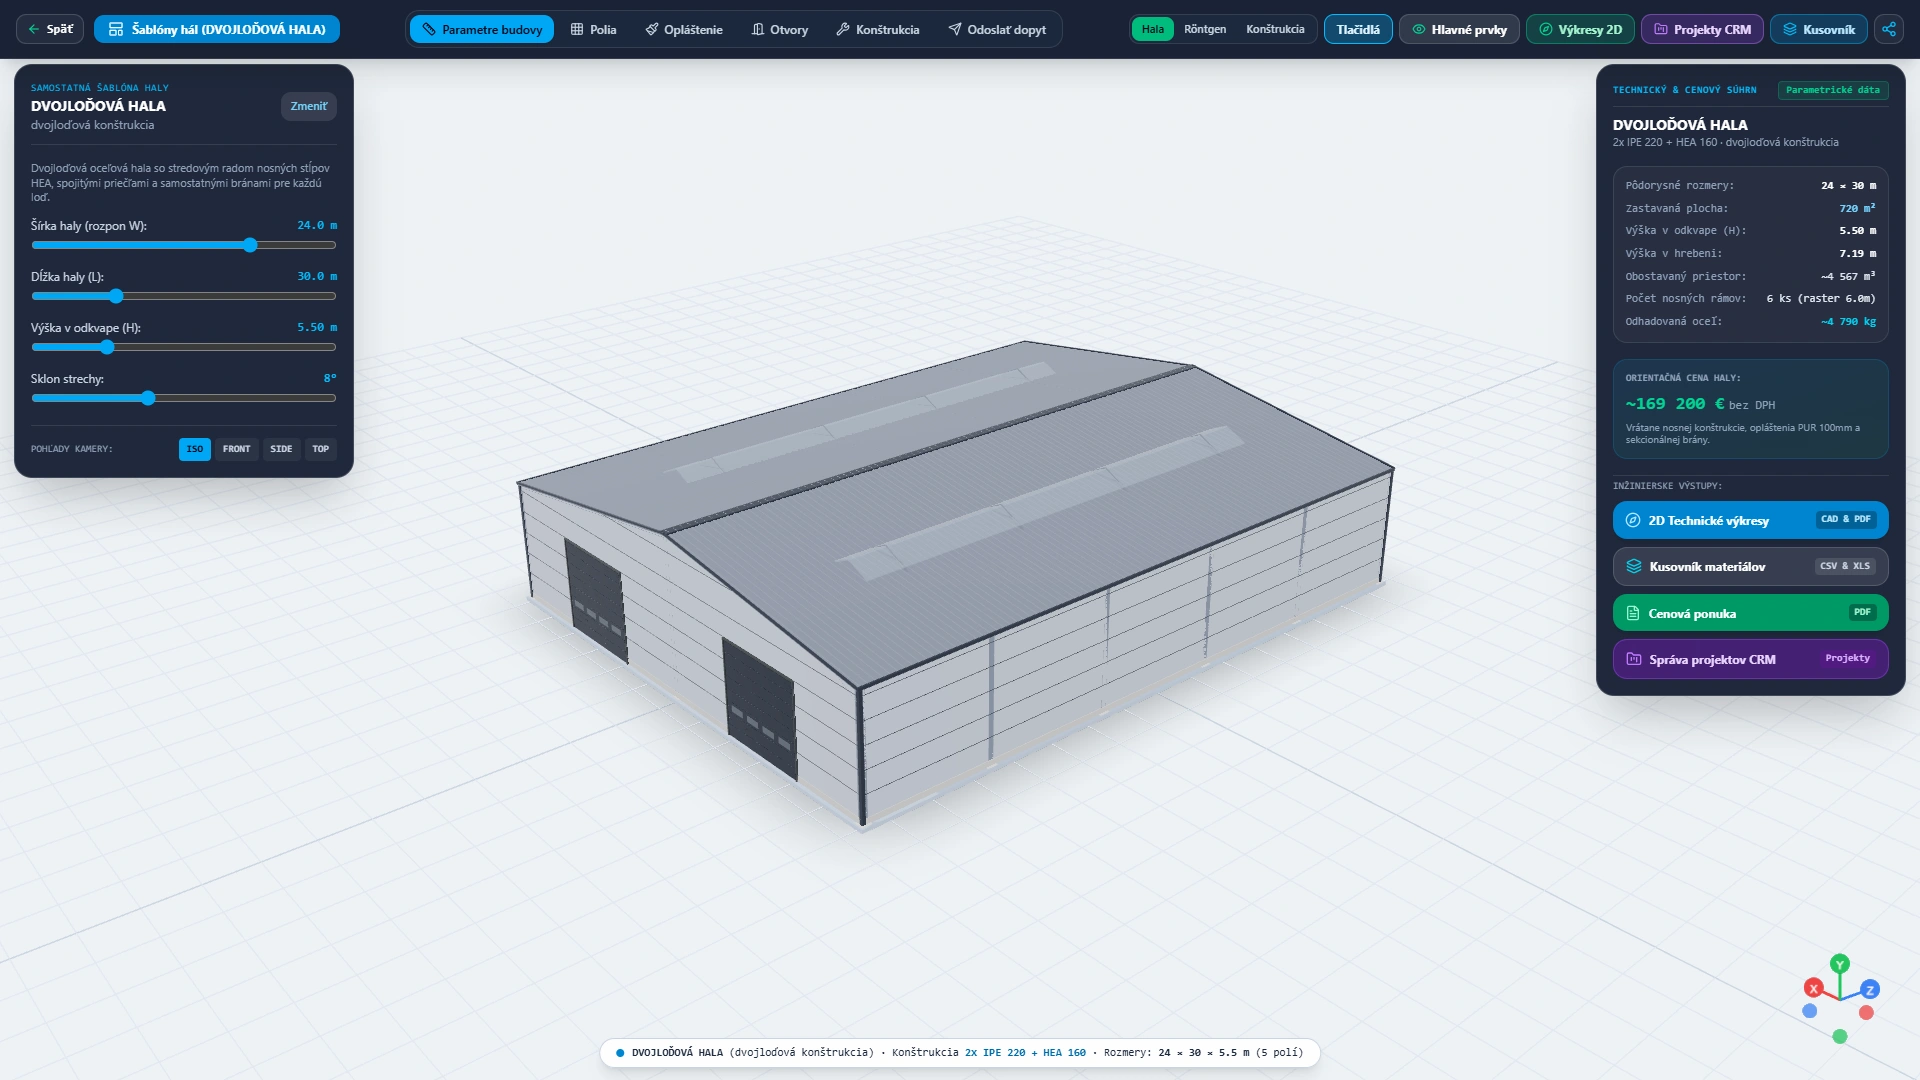 Späť
Šablóny hál (DVOJLOĎOVÁ HALA)
Parametre budovy
Polia
Opláštenie
Otvory
Konštrukcia
Odoslať dopyt
Hala
Röntgen
Konštrukcia
Tlačidlá
Hlavné prvky
Výkresy 2D
Projekty CRM
Kusovník
SAMOSTATNÁ ŠABLÓNA HALY
DVOJLOĎOVÁ HALA
dvojloďová konštrukcia
Zmeniť
Dvojloďová oceľová hala so stredovým radom nosných stĺpov
HEA, spojitými priečľami a samostatnými bránami pre každú
loď.
Šírka haly (rozpon W): 24.0 m
Dĺžka haly (L): 30.0 m
Výška v odkvape (H): 5.50 m
Sklon strechy: 8°
POHĽADY KAMERY: ISO FRONT SIDE TOP
TECHNICKÝ & CENOVÝ SÚHRN
Parametrické dáta
DVOJLOĎOVÁ HALA
2x IPE 220 + HEA 160 · dvojloďová konštrukcia
Pôdorysné rozmery: 24 × 30 m
Zastavaná plocha: 720 m²
Výška v odkvape (H): 5.50 m
Výška v hrebeni: 7.19 m
Obostavaný priestor: ~4 567 m³
Počet nosných rámov: 6 ks (raster 6.0m)
Odhadovaná oceľ: ~4 790 kg
ORIENTAČNÁ CENA HALY:
~169 200 € bez DPH
Vrátane nosnej konštrukcie, opláštenia PUR 100mm a
sekcionálnej brány.
INŽINIERSKE VÝSTUPY:
2D Technické výkresy CAD & PDF
Kusovník materiálov CSV & XLS
Cenová ponuka PDF
Správa projektov CRM Projekty
Y
X
Z
DVOJLOĎOVÁ HALA (dvojloďová konštrukcia) · Konštrukcia 2x IPE 220 + HEA 160 · Rozmery: 24 × 30 × 5.5 m (5 polí)